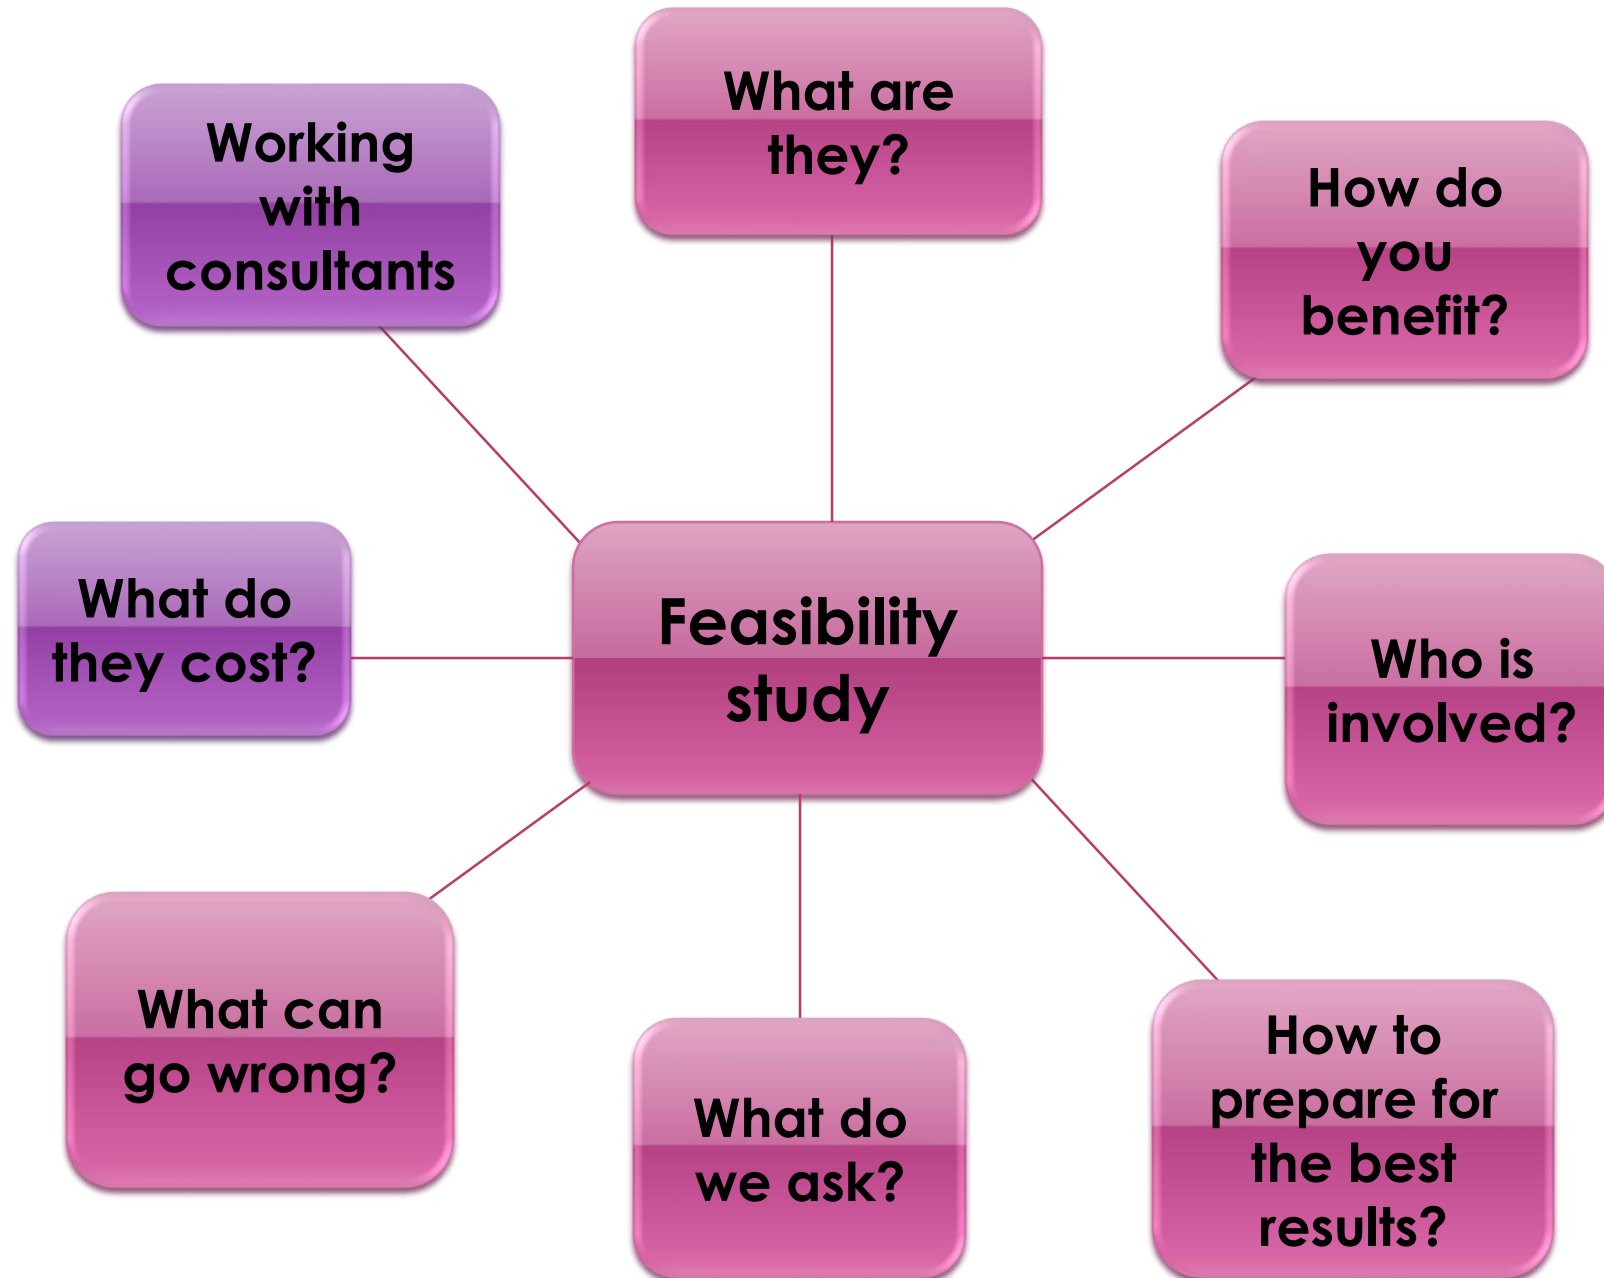 What are
they?
Working
with
consultants
How do
you
benefit?
Feasibility
study
What do
they cost?
Who is
involved?
What can
go wrong?
What do
we ask?
How to
prepare for
the best
results?